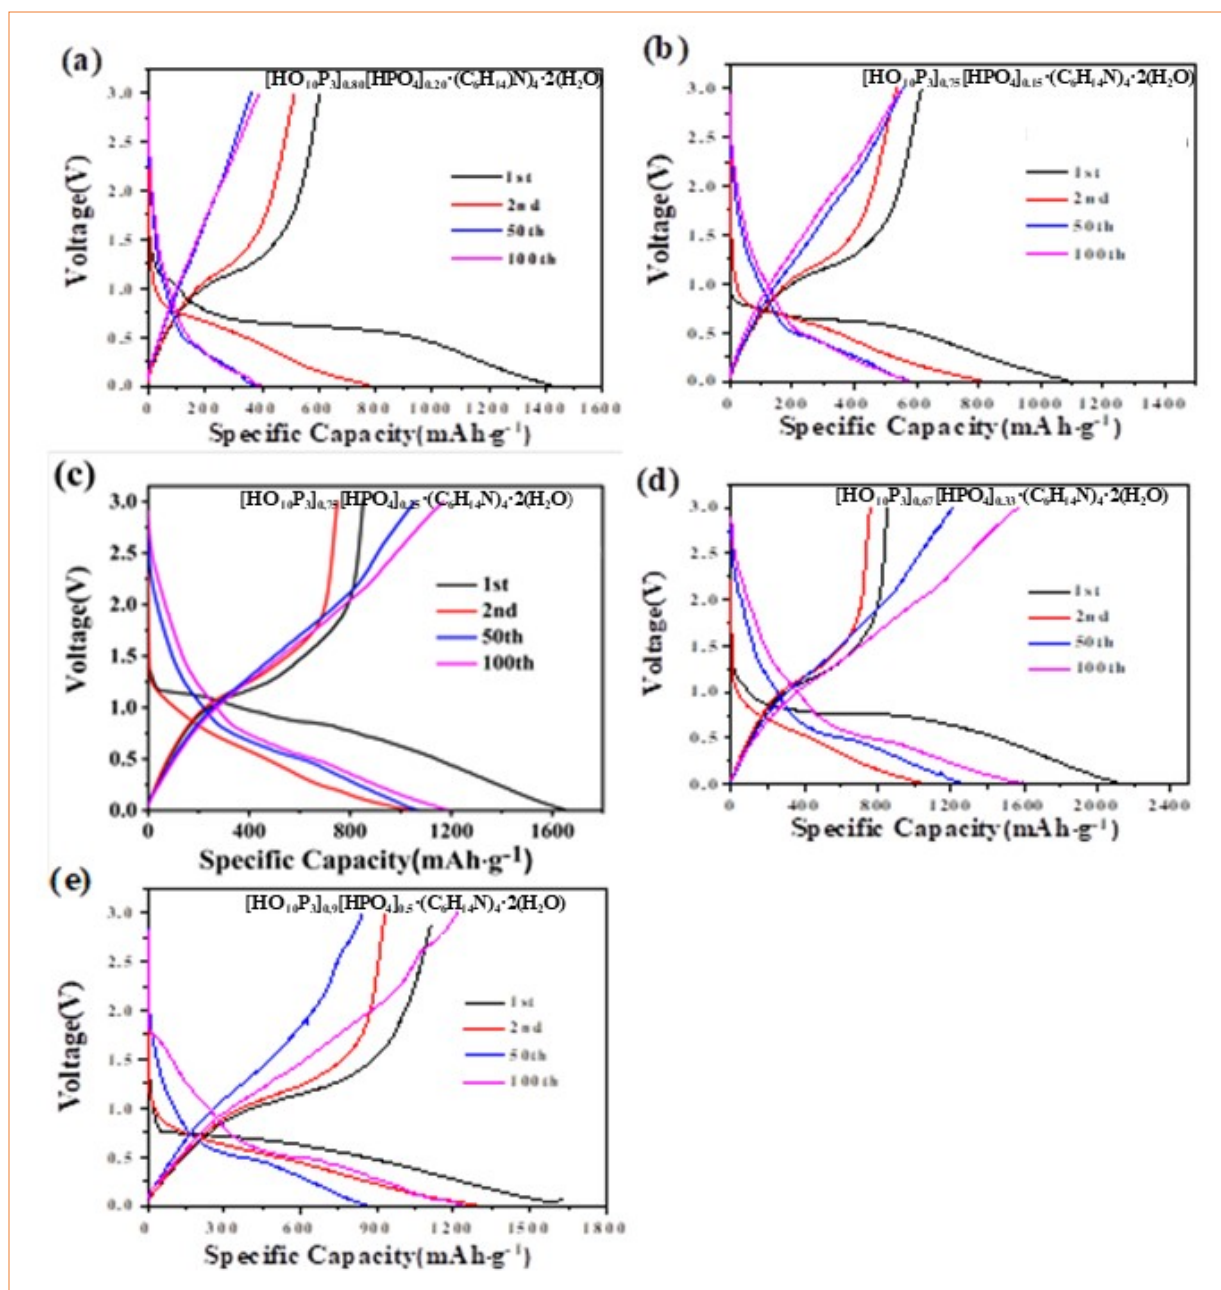 (a)
[HO₁₀P₃]₀.₈₀[HPO₄]₀.₂₀·(C₆H₁₄)N)₄·2(H₂O)
3.0
2.5
2.0
1.5
1.0
0.5
0.0
Voltage(V)
1st
2nd
50th
100th
0 200 400 600 800 1000 1200 1400 1600
Specific Capacity(mAh·g⁻¹)
(b)
[HO₁₀P₃]₀.₇₅[HPO₄]₀.₁₅·(C₆H₁₄N)₄·2(H₂O)
3.0
2.5
2.0
1.5
1.0
0.5
0.0
Voltage(V)
1st
2nd
50th
100th
0 200 400 600 800 1000 1200 1400
Specific Capacity(mAh·g⁻¹)
(c)
[HO₁₀P₃]₀.₇₅[HPO₄]₀.₂₅·(C₆H₁₄N)₄·2(H₂O)
3.0
2.5
2.0
1.5
1.0
0.5
0.0
Voltage(V)
1st
2nd
50th
100th
0 400 800 1200 1600
Specific Capacity(mAh·g⁻¹)
(d)
[HO₁₀P₃]₀.₆₇[HPO₄]₀.₃₃·(C₆H₁₄N)₄·2(H₂O)
3.0
2.5
2.0
1.5
1.0
0.5
0.0
Voltage(V)
1st
2nd
50th
100th
0 400 800 1200 1600 2000 2400
Specific Capacity(mAh·g⁻¹)
(e)
[HO₁₀P₃]₀.₉[HPO₄]₀.₅·(C₆H₁₄N)₄·2(H₂O)
3.0
2.5
2.0
1.5
1.0
0.5
0.0
Voltage(V)
1st
2nd
50th
100th
0 300 600 900 1200 1500 1800
Specific Capacity(mAh·g⁻¹)